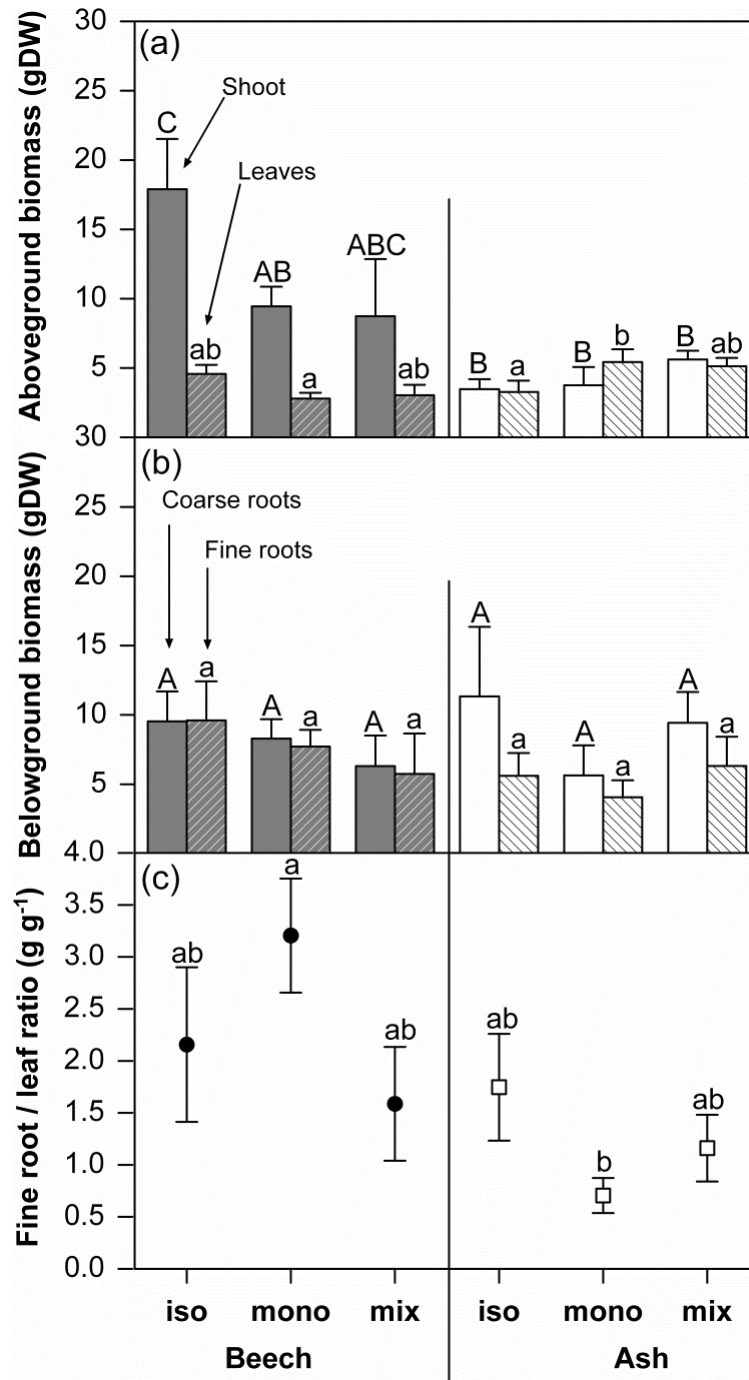 Aboveground biomass (gDW)
30
25
20
15
10
5
(a)
Shoot
Leaves
C
ab
AB
a
ABC
ab
B
a
B
b
B
ab
Belowground biomass (gDW)
30
25
20
15
10
5
(b)
Coarse roots
Fine roots
A
a
A
a
A
a
A
a
A
a
A
a
Fine root / leaf ratio (g g⁻¹)
4.0
3.5
3.0
2.5
2.0
1.5
1.0
0.5
0.0
(c)
ab
a
ab
ab
b
ab
iso mono mix iso mono mix
Beech Ash